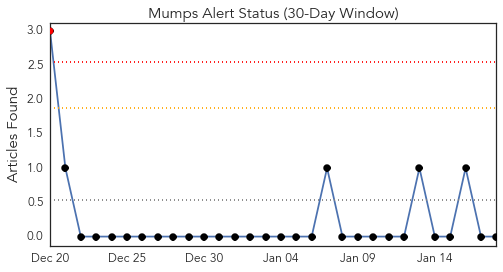 Mumps Alert Status (30-Day Window)
Articles Found
3.0
2.5
2.0
1.5
1.0
0.5
0.0
Dec 20 Dec 25 Dec 30 Jan 04 Jan 09 Jan 14